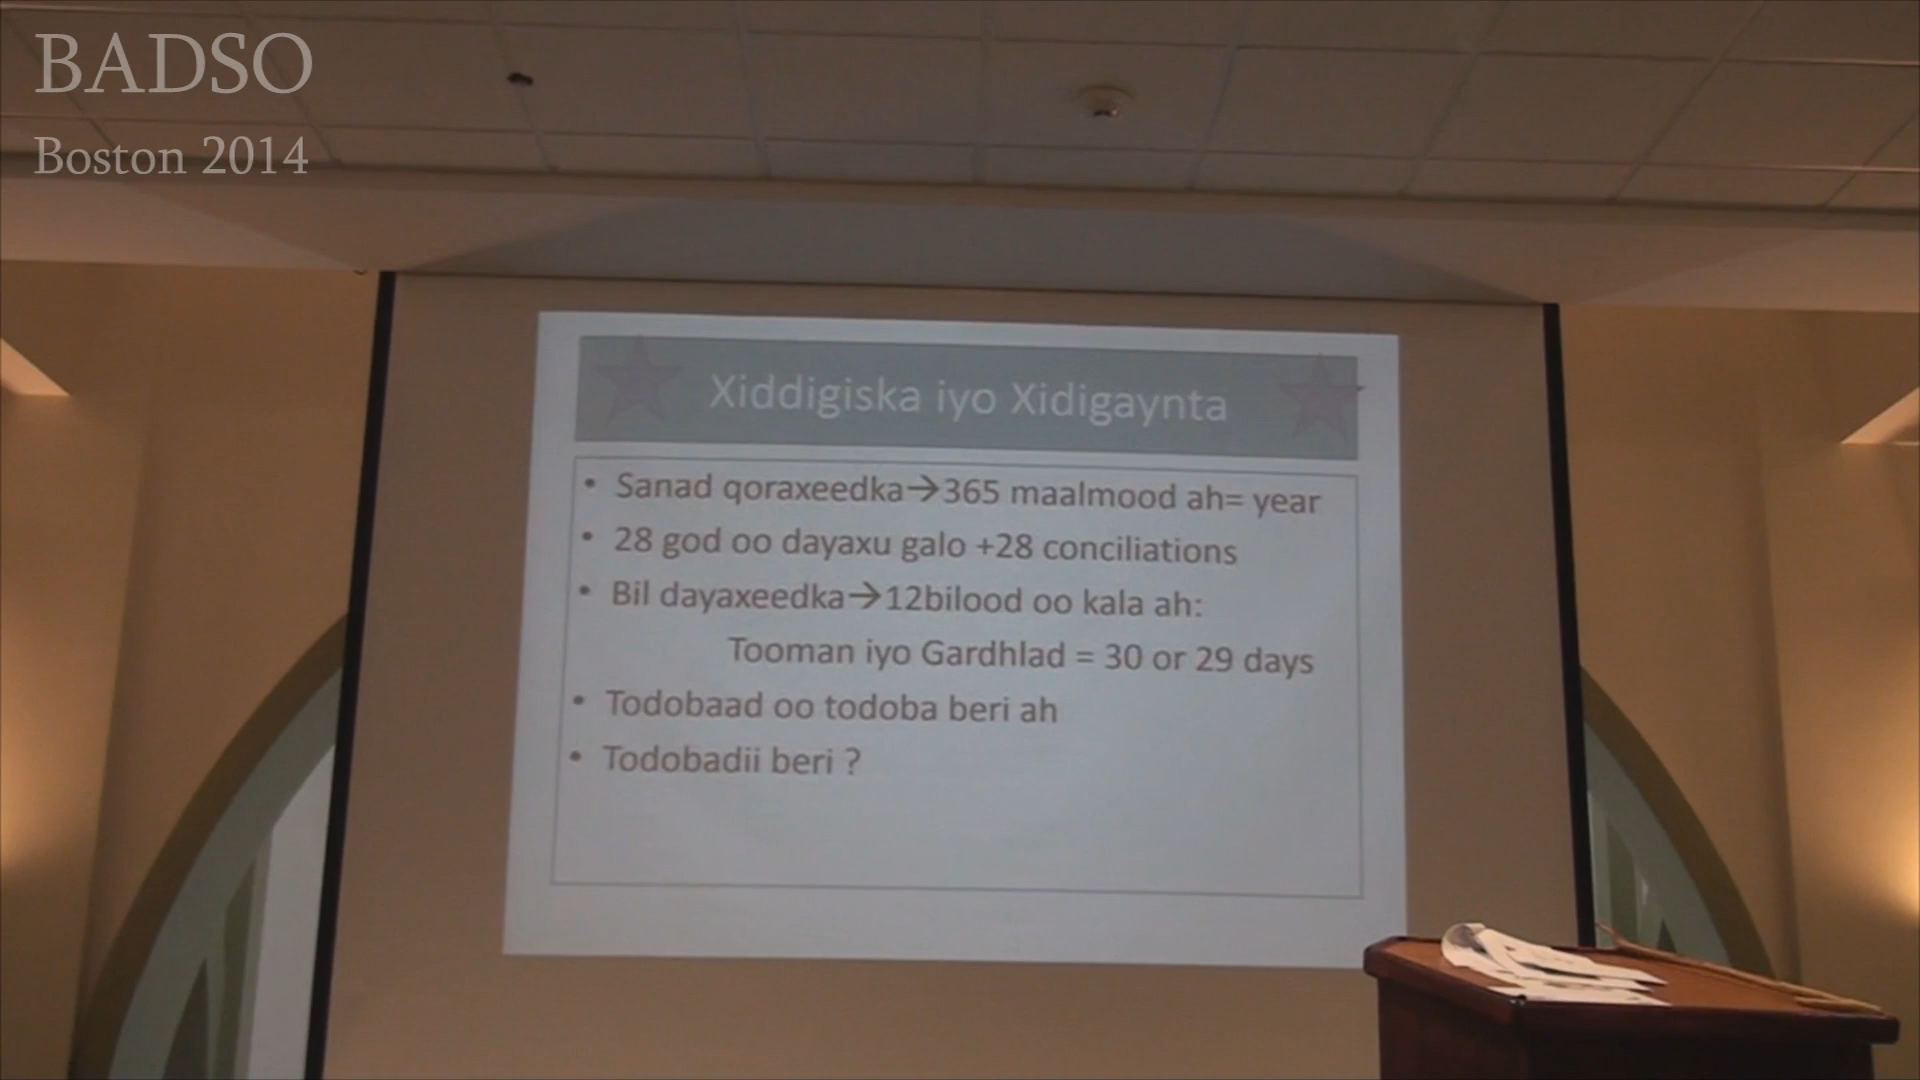 BADSO
Boston 2014
Xiddigiska iyo Xidigaynta
• Sanad qoraxeedka→365 maalmood ah= year
• 28 god oo dayaxu galo +28 conciliations
• Bil dayaxeedka→12bilood oo kala ah:
Tooman iyo Gardhlad = 30 or 29 days
• Todobaad oo todoba beri ah
• Todobadii beri ?